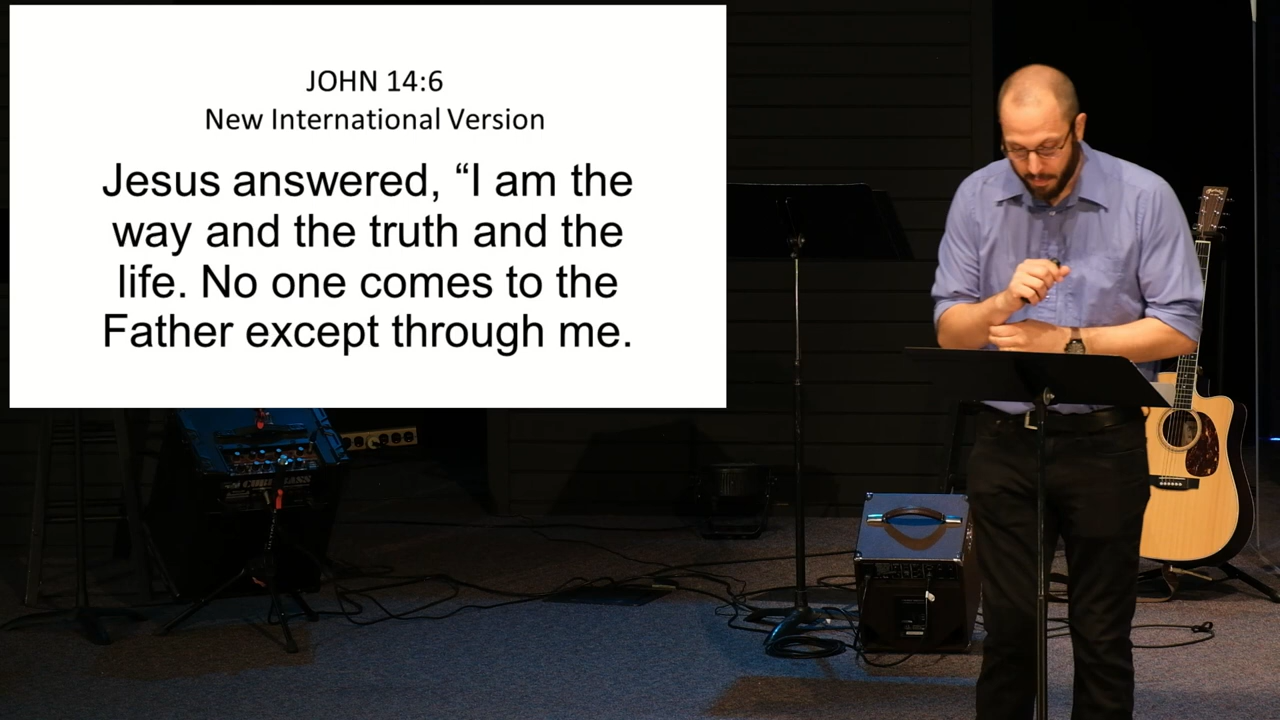 JOHN 14:6
New International Version
Jesus answered, “I am the
way and the truth and the
life. No one comes to the
Father except through me.